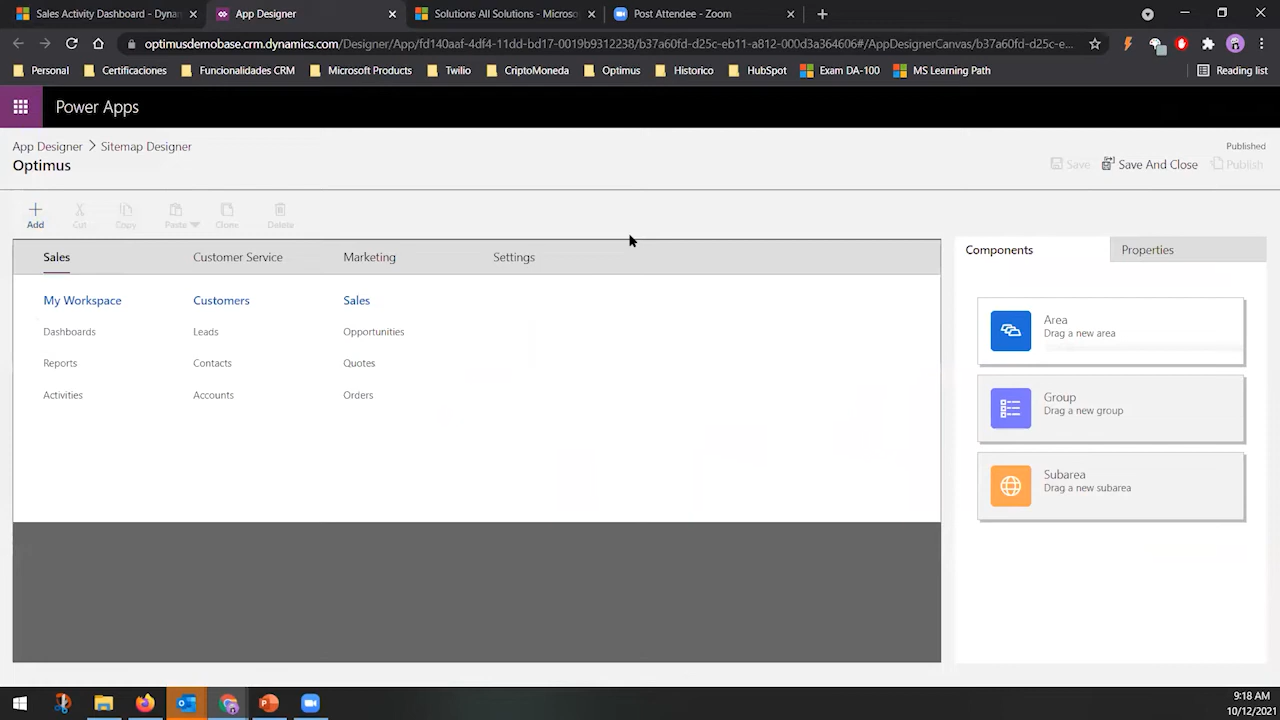 Sales Activity Dashboard - Dynan
App Designer
Solutions All Solutions - Microso
Post Attendee - Zoom
optimusdemobase.crm.dynamics.com/Designer/App/fd140aaf-4df4-11dd-bd17-0019b9312238/b37a60fd-d25c-eb11-a812-000d3a364606#/AppDesignerCanvas/b37a60fd-d25c-e...
Personal
Certificaciones
Funcionalidades CRM
Microsoft Products
Twilio
CriptoMoneda
Optimus
Historico
HubSpot
Exam DA-100
MS Learning Path
Reading list
Power Apps
App Designer > Sitemap Designer
Published
Optimus
Save
Save And Close
Publish
Add
Cut
Copy
Paste
Clone
Delete
Sales
Customer Service
Marketing
Settings
Components
Properties
My Workspace
Customers
Sales
Dashboards
Leads
Opportunities
Reports
Contacts
Quotes
Activities
Accounts
Orders
Area
Drag a new area
Group
Drag a new group
Subarea
Drag a new subarea
9:18 AM
10/12/2021